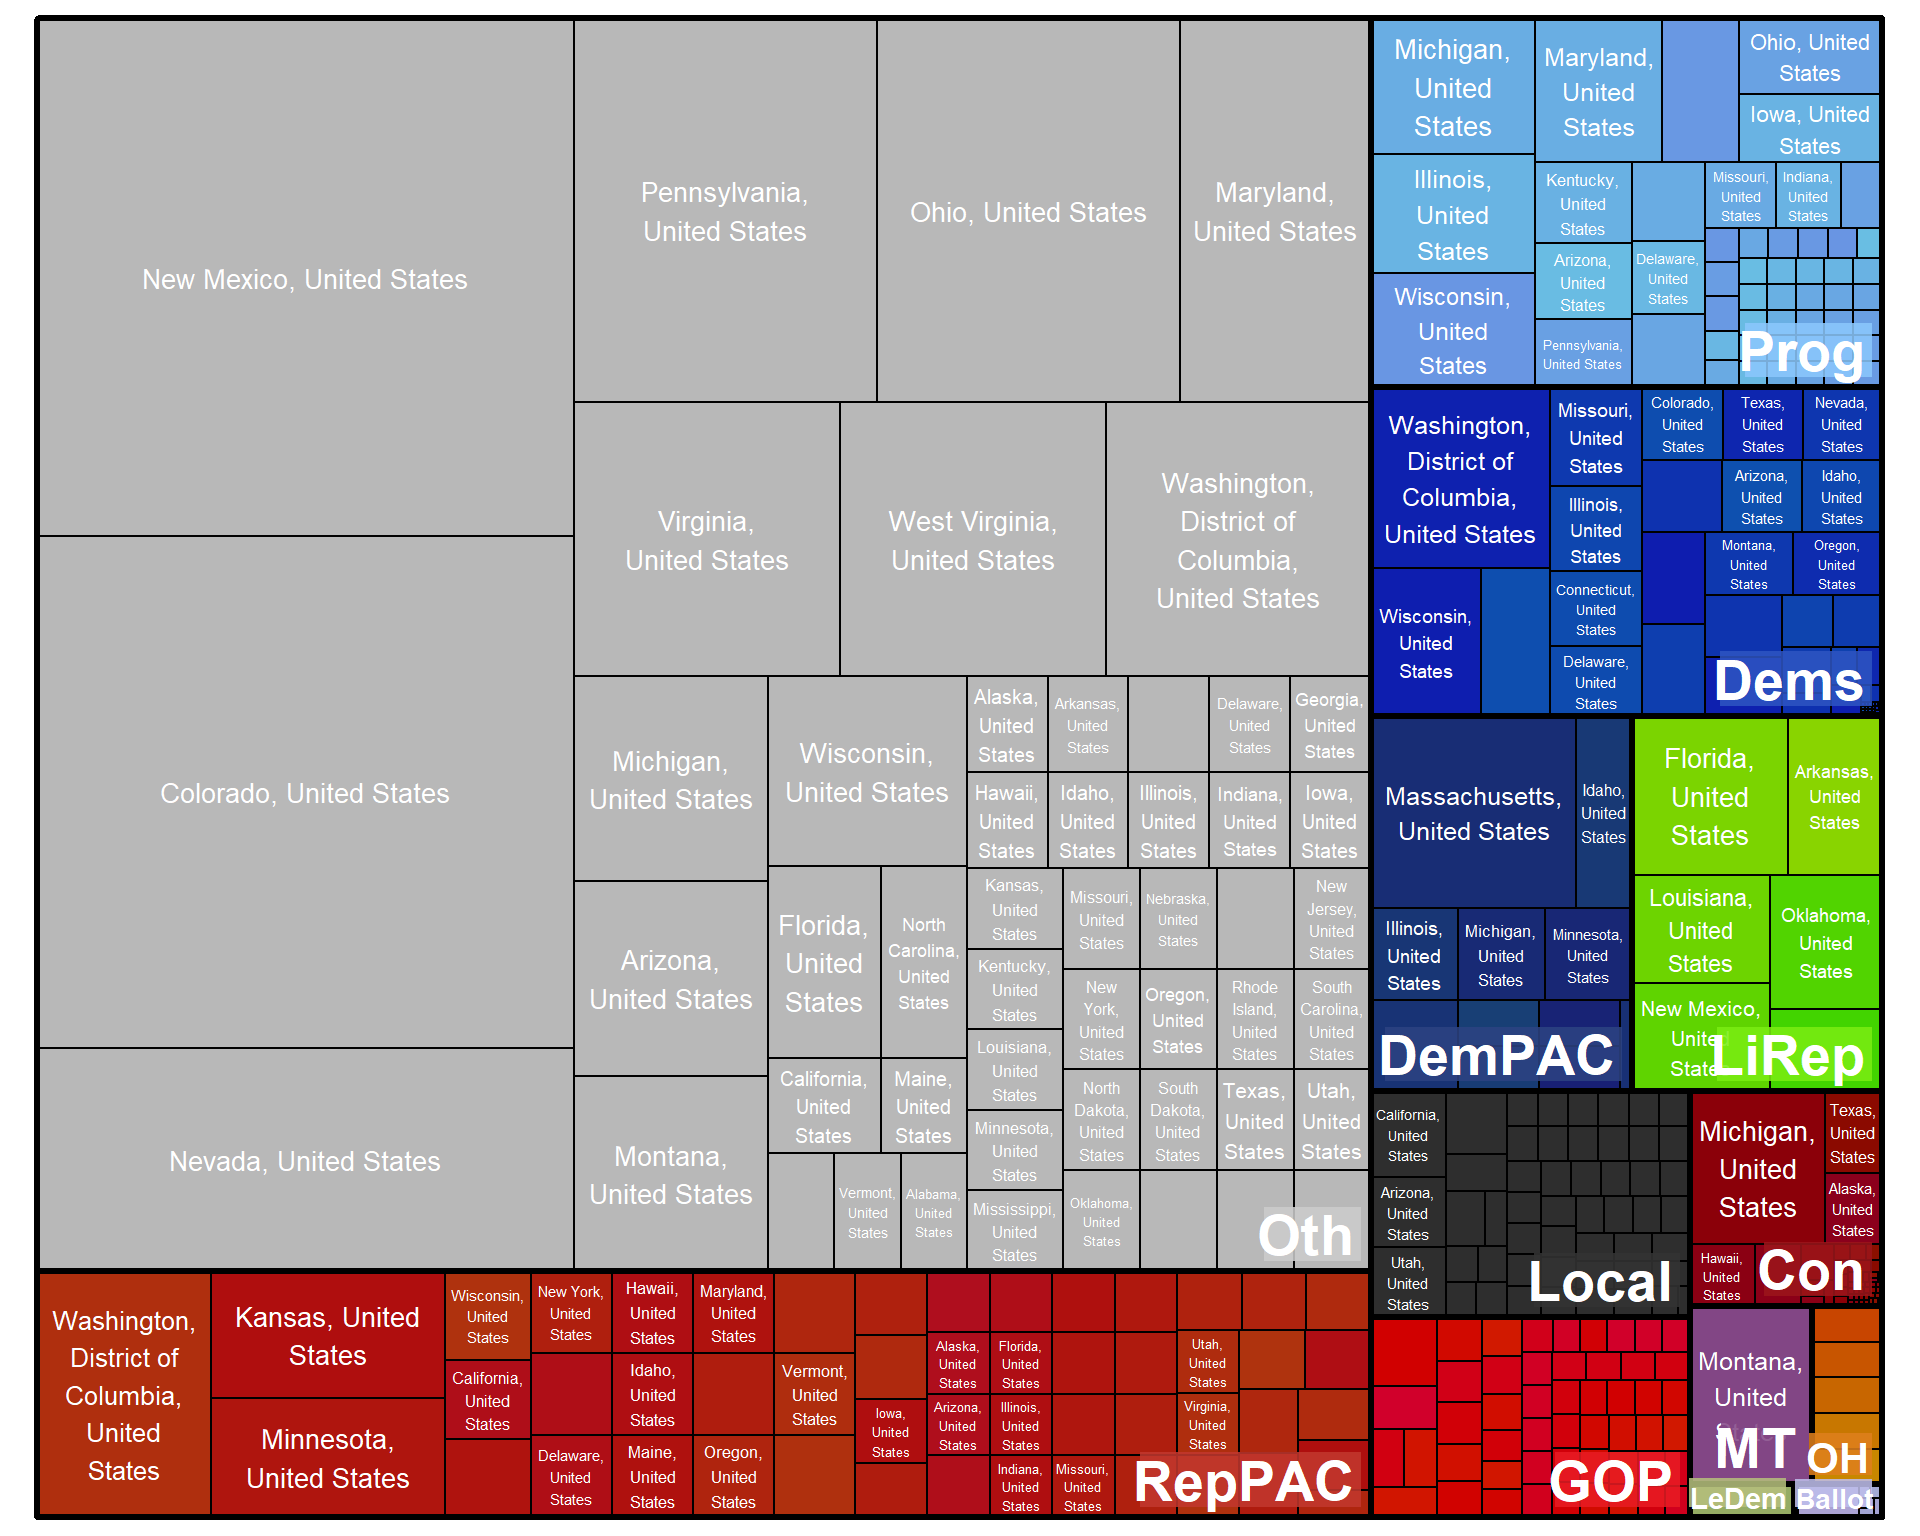 New Mexico, United States
Colorado, United States
Nevada, United States
Pennsylvania,
United States
Ohio, United States
Maryland,
United States
Virginia,
United States
West Virginia,
United States
Washington,
District of
Columbia,
United States
Michigan,
United States
Arizona,
United States
Montana,
United States
Wisconsin,
United States
Florida,
United
States
North
Carolina,
United
States
California,
United
States
Maine,
United
States
Vermont,
United
States
Alabama,
United
States
Alaska,
United
States
Arkansas,
United
States
Delaware,
United
States
Georgia,
United
States
Hawaii,
United
States
Idaho,
United
States
Illinois,
United
States
Indiana,
United
States
Iowa,
United
States
Kansas,
United
States
Kentucky,
United
States
Louisiana,
United
States
Minnesota,
United
States
Mississippi,
United
States
Missouri,
United
States
Nebraska,
United
States
New
Jersey,
United
States
New
York,
United
States
Oregon,
United
States
Rhode
Island,
United
States
South
Carolina,
United
States
North
Dakota,
United
States
South
Dakota,
United
States
Texas,
United
States
Utah,
United
States
Oklahoma,
United
States
Oth
Washington,
District of
Columbia,
United
States
Kansas, United
States
Minnesota,
United States
Wisconsin,
United
States
California,
United
States
New York,
United
States
Delaware,
United
States
Hawaii,
United
States
Idaho,
United
States
Maine,
United
States
Maryland,
United
States
Oregon,
United
States
Vermont,
United
States
Iowa,
United
States
Alaska,
United
States
Arizona,
United
States
Florida,
United
States
Illinois,
United
States
Indiana,
United
States
Missouri,
United
States
Utah,
United
States
Virginia,
United
States
RepPAC
Michigan,
United
States
Illinois,
United
States
Wisconsin,
United
States
Maryland,
United
States
Ohio, United
States
Iowa, United
States
Kentucky,
United
States
Arizona,
United
States
Pennsylvania,
United States
Delaware,
United
States
Missouri,
United
States
Indiana,
United
States
Prog
Washington,
District of
Columbia,
United States
Wisconsin,
United
States
Missouri,
United
States
Illinois,
United
States
Connecticut,
United
States
Delaware,
United
States
Colorado,
United
States
Texas,
United
States
Nevada,
United
States
Arizona,
United
States
Idaho,
United
States
Montana,
United
States
Oregon,
United
States
Dems
Massachusetts,
United States
Idaho,
United
States
Illinois,
United
States
Michigan,
United
States
Minnesota,
United
States
DemPAC
Florida,
United
States
Arkansas,
United
States
Louisiana,
United
States
Oklahoma,
United
States
New Mexico,
United
States
LiRep
California,
United
States
Arizona,
United
States
Utah,
United
States
Local
Michigan,
United
States
Texas,
United
States
Alaska,
United
States
Hawaii,
United
States
Con
GOP
Montana,
United
MT
OH
LeDem
Ballot